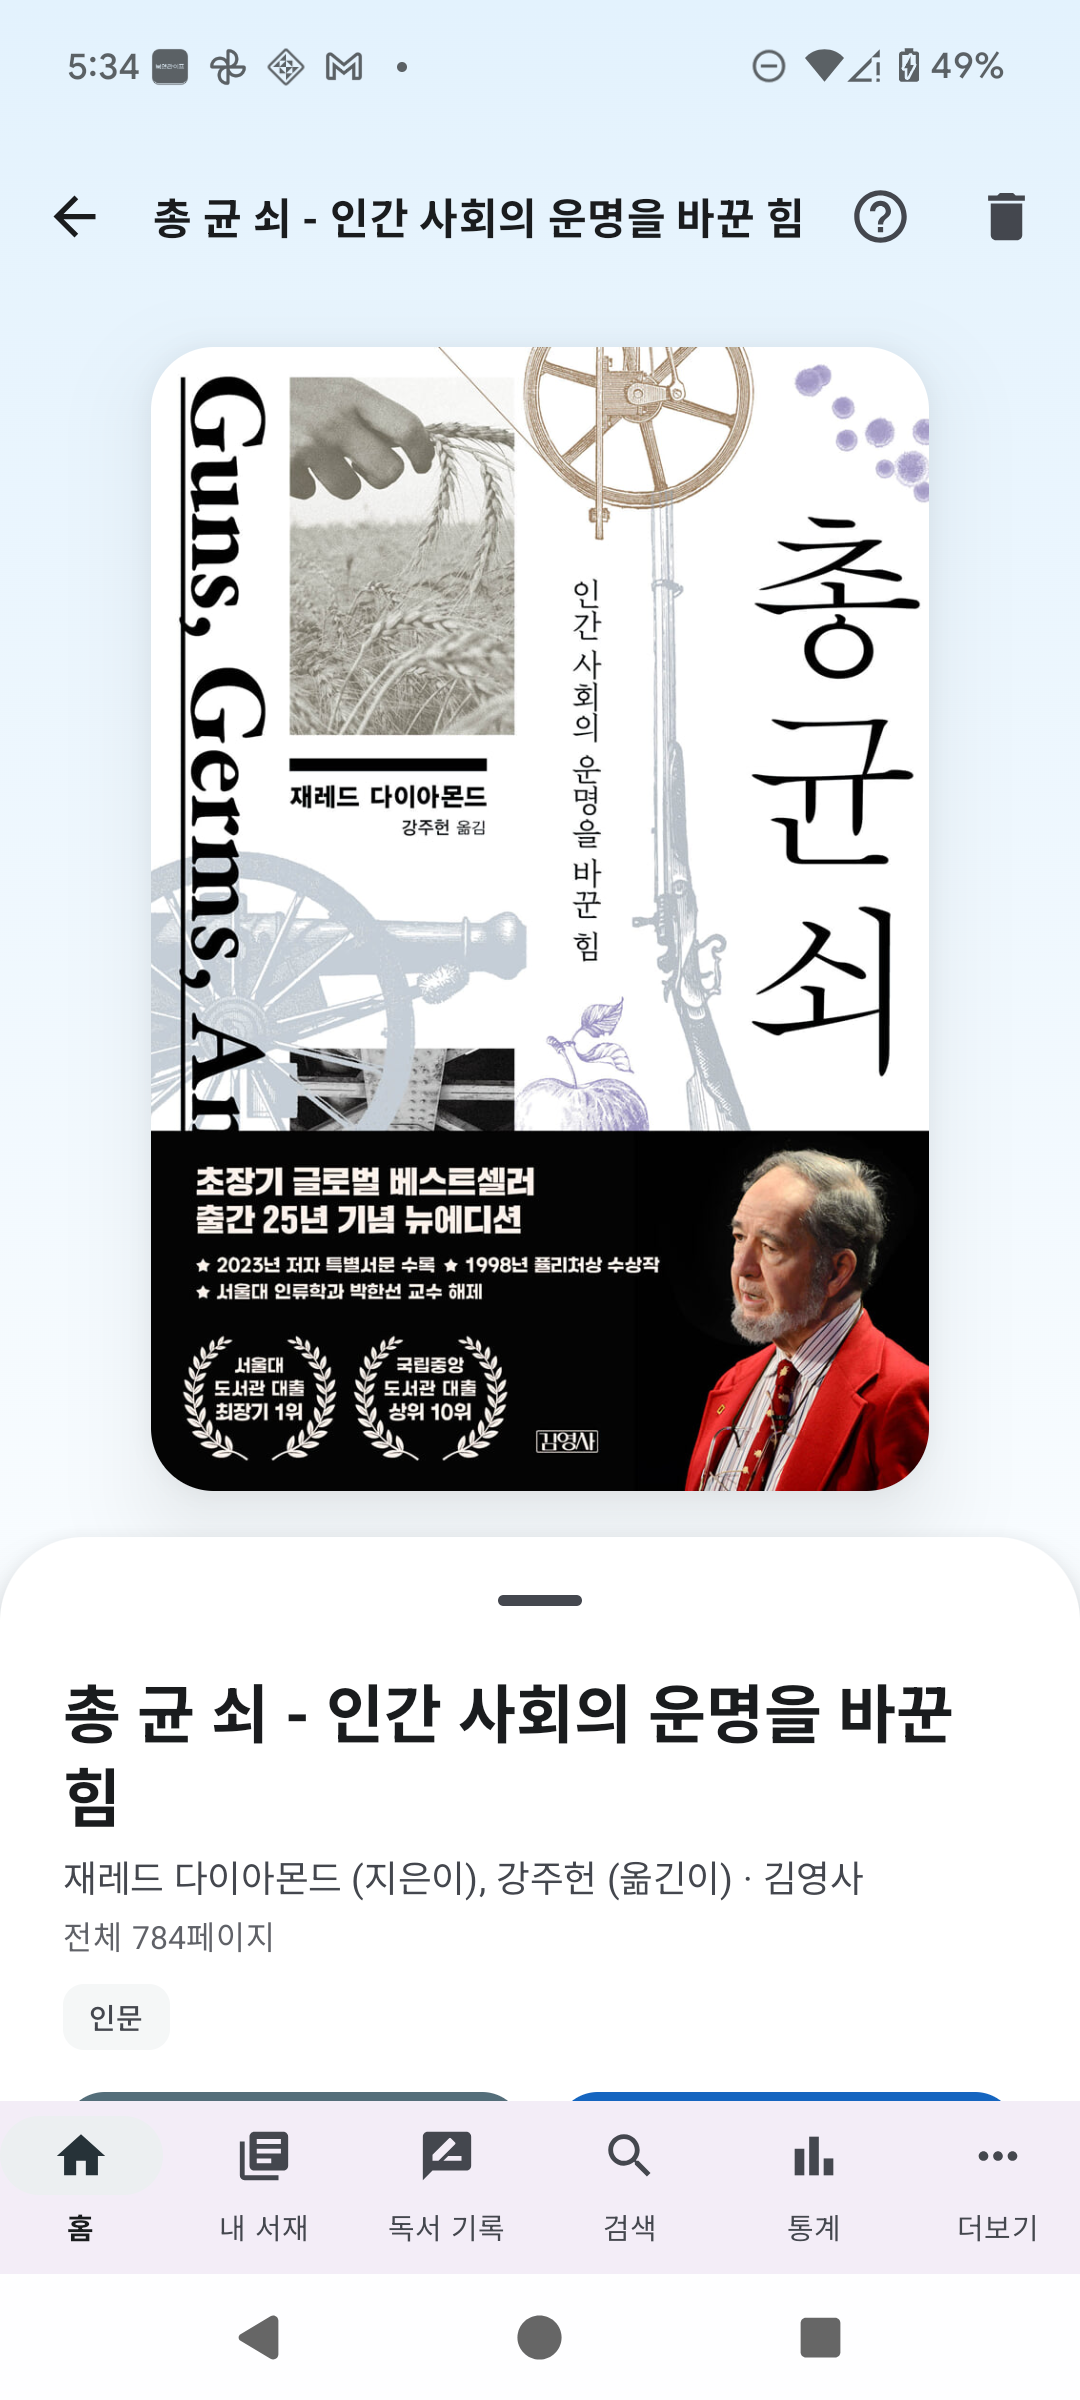 5:34
49%
총 균 쇠 - 인간 사회의 운명을 바꾼 힘
Guns, Germs, An
재레드 다이아몬드
강주헌 옮김
인간 사회의 운명을 바꾼 힘
총 균 쇠
초장기 글로벌 베스트셀러
출간 25년 기념 뉴에디션
★ 2023년 저자 특별서문 수록 ★ 1998년 퓰리처상 수상작
★ 서울대 인류학과 박한선 교수 해제
서울대
도서관 대출
최장기 1위
국립중앙
도서관 대출
상위 10위
김영사
총 균 쇠 - 인간 사회의 운명을 바꾼
힘
재레드 다이아몬드 (지은이), 강주헌 (옮긴이) · 김영사
전체 784페이지
인문
홈
내 서재
독서 기록
검색
통계
더보기